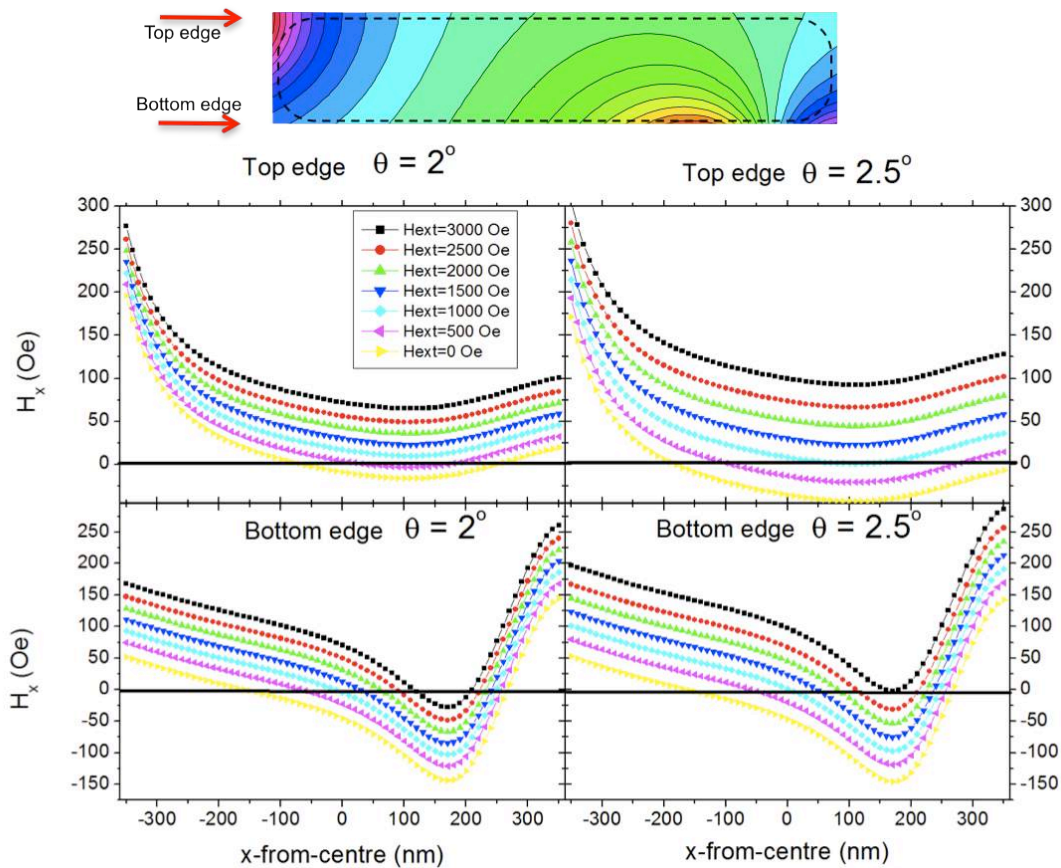 Top edge
Bottom edge
Top edge θ = 2°
Top edge θ = 2.5°
300
250
200
150
100
50
0
Hext=3000 Oe
Hext=2500 Oe
Hext=2000 Oe
Hext=1500 Oe
Hext=1000 Oe
Hext=500 Oe
Hext=0 Oe
300
250
200
150
100
50
0
Hx (Oe)
Bottom edge θ = 2°
Bottom edge θ = 2.5°
250
200
150
100
50
0
-50
-100
-150
250
200
150
100
50
0
-50
-100
-150
Hx (Oe)
-300 -200 -100 0 100 200 300
-300 -200 -100 0 100 200 300
x-from-centre (nm)
x-from-centre (nm)